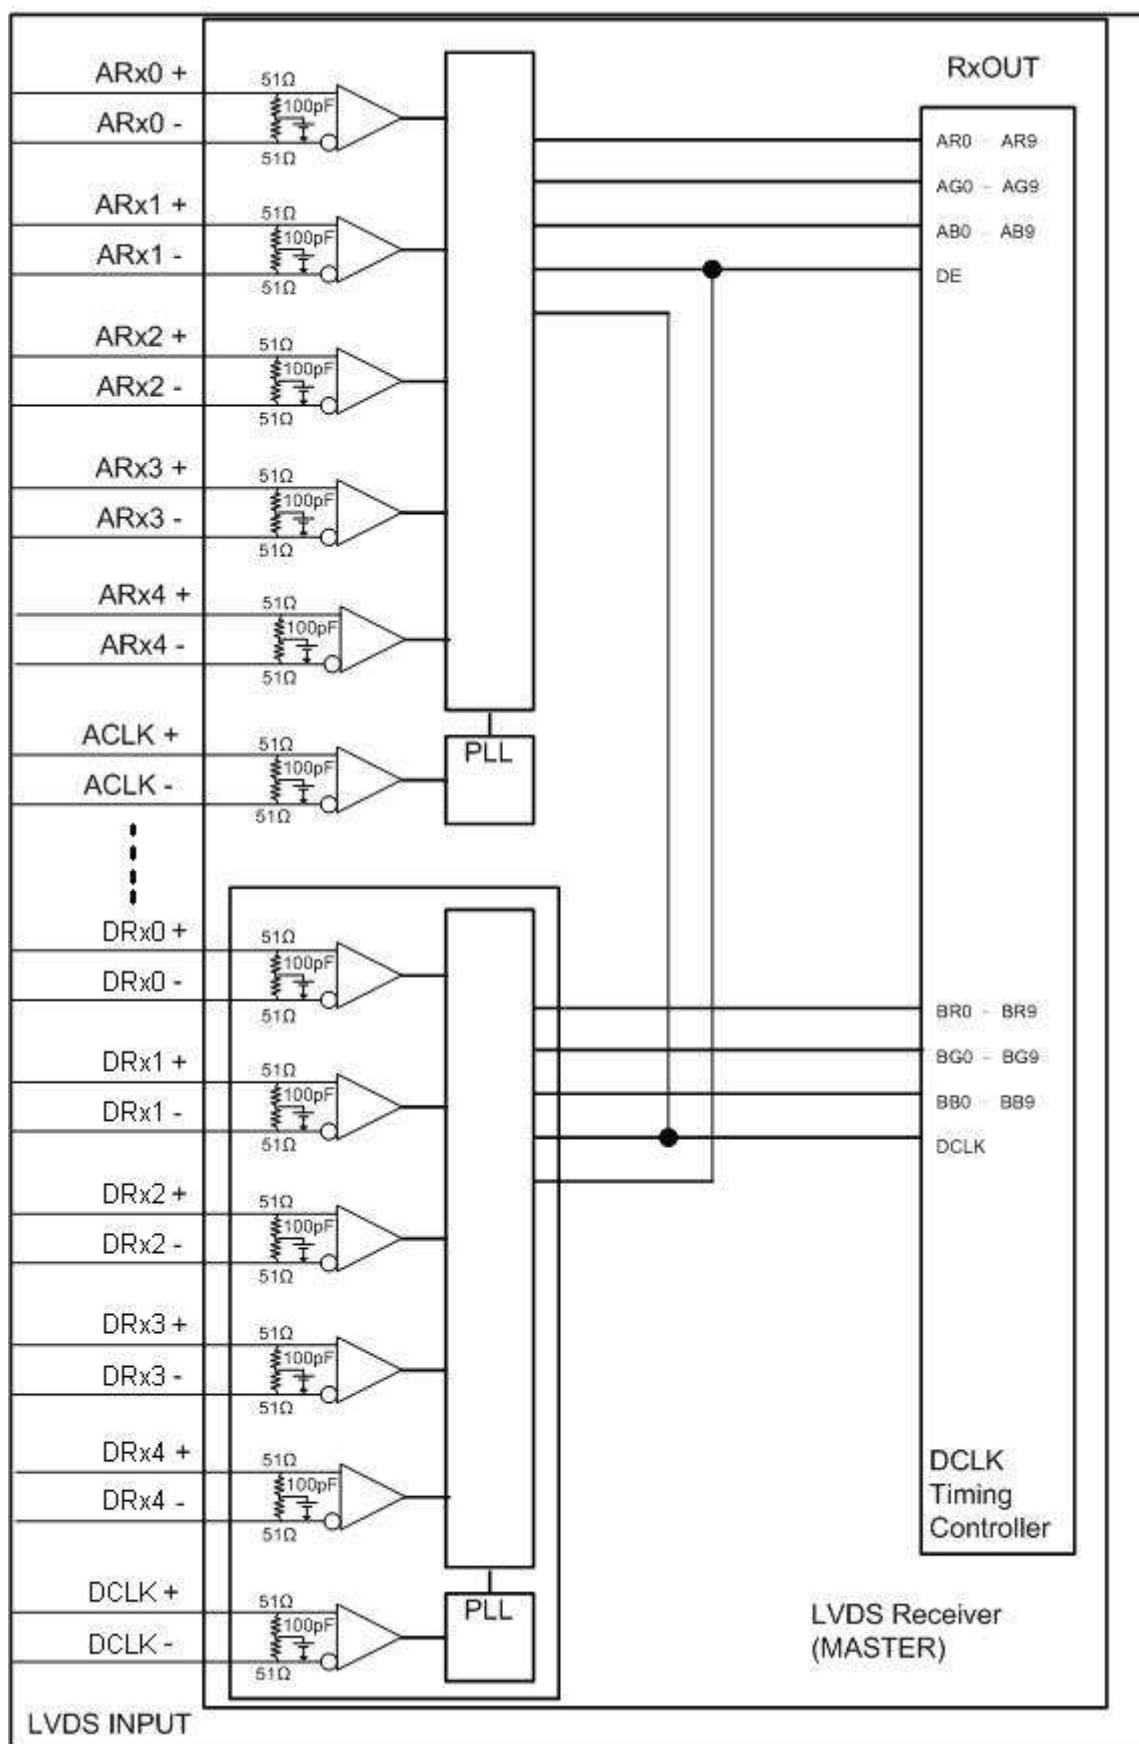 RxOUT
ARx0 +
51Ω
100pF
ARx0 -
51Ω
AR0 - AR9
AG0 - AG9
ARx1 +
51Ω
100pF
AB0 - AB9
ARx1 -
51Ω
DE
ARx2 +
51Ω
100pF
ARx2 -
51Ω
ARx3 +
51Ω
100pF
ARx3 -
51Ω
ARx4 +
51Ω
100pF
ARx4 -
51Ω
ACLK +
51Ω
100pF
PLL
ACLK -
51Ω
DRx0 +
51Ω
100pF
DRx0 -
51Ω
BR0 - BR9
BG0 - BG9
DRx1 +
51Ω
100pF
BB0 - BB9
DRx1 -
51Ω
DCLK
DRx2 +
51Ω
100pF
DRx2 -
51Ω
DRx3 +
51Ω
100pF
DRx3 -
51Ω
DRx4 +
51Ω
100pF
DRx4 -
51Ω
DCLK
Timing
Controller
DCLK +
51Ω
100pF
PLL
DCLK -
51Ω
LVDS Receiver
(MASTER)
LVDS INPUT